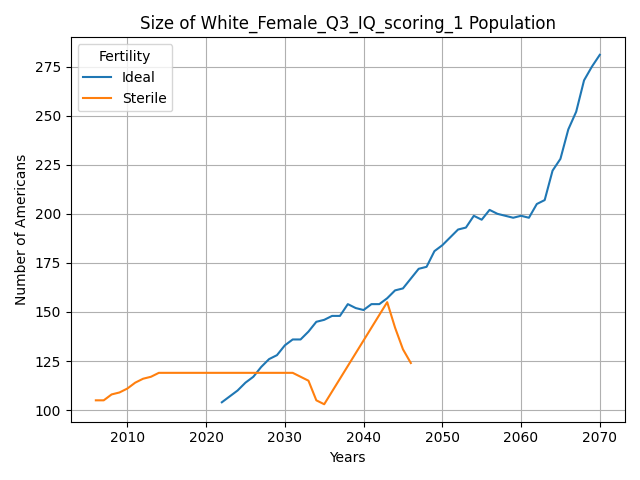 Size of White_Female_Q3_IQ_scoring_1 Population
Fertility
Ideal
Sterile
Number of Americans
275
250
225
200
175
150
125
100
2010
2020
2030
2040
2050
2060
2070
Years